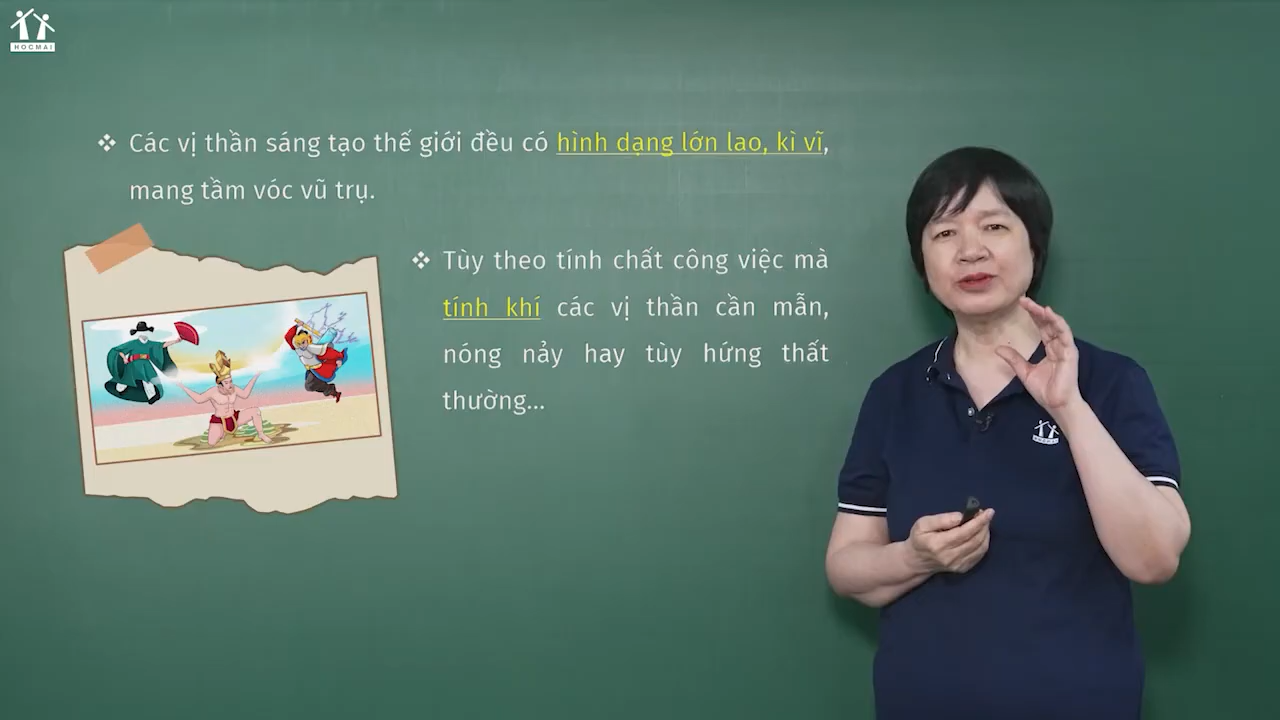 HOCMAI
❖ Các vị thần sáng tạo thế giới đều có hình dạng lớn lao, kì vĩ,
mang tầm vóc vũ trụ.
❖ Tùy theo tính chất công việc mà
tính khí các vị thần cần mẫn,
nóng nảy hay tùy hứng thất
thường...